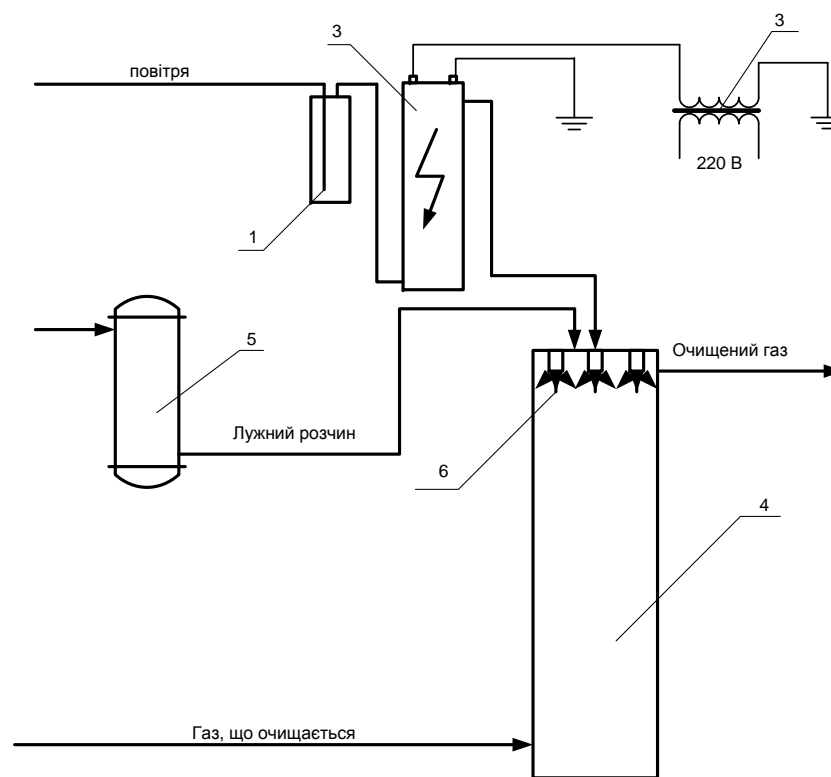 3
3
повітря
220 В
1
5
Очищений газ
Лужний розчин
6
4
Газ, що очищається